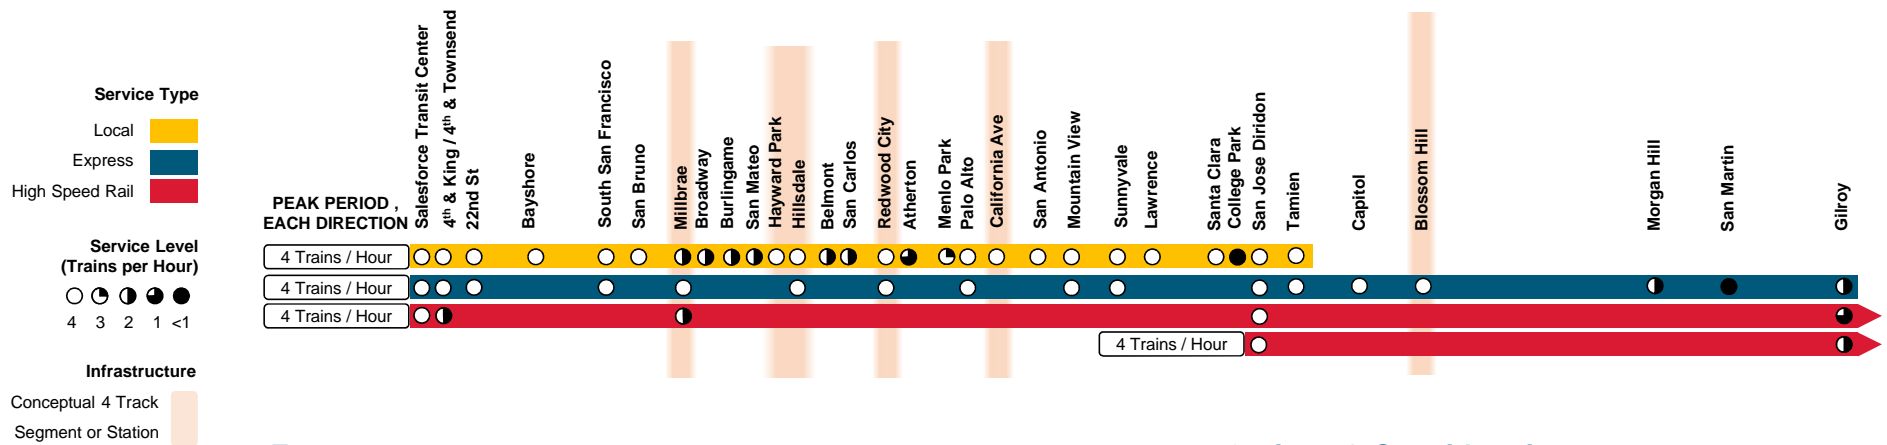 Service Type
Local
Express
High Speed Rail
Service Level
(Trains per Hour)
4 3 2 1 <1
Infrastructure
Conceptual 4 Track
Segment or Station
PEAK PERIOD ,
EACH DIRECTION
Salesforce Transit Center
4th & King / 4th & Townsend
22nd St
Bayshore
South San Francisco
San Bruno
Millbrae
Broadway
Burlingame
San Mateo
Hayward Park
Hillsdale
Belmont
San Carlos
Redwood City
Atherton
Menlo Park
Palo Alto
California Ave
San Antonio
Mountain View
Sunnyvale
Lawrence
Santa Clara
College Park
San Jose Diridon
Tamien
Capitol
Blossom Hill
Morgan Hill
San Martin
Gilroy
4 Trains / Hour
4 Trains / Hour
4 Trains / Hour
4 Trains / Hour